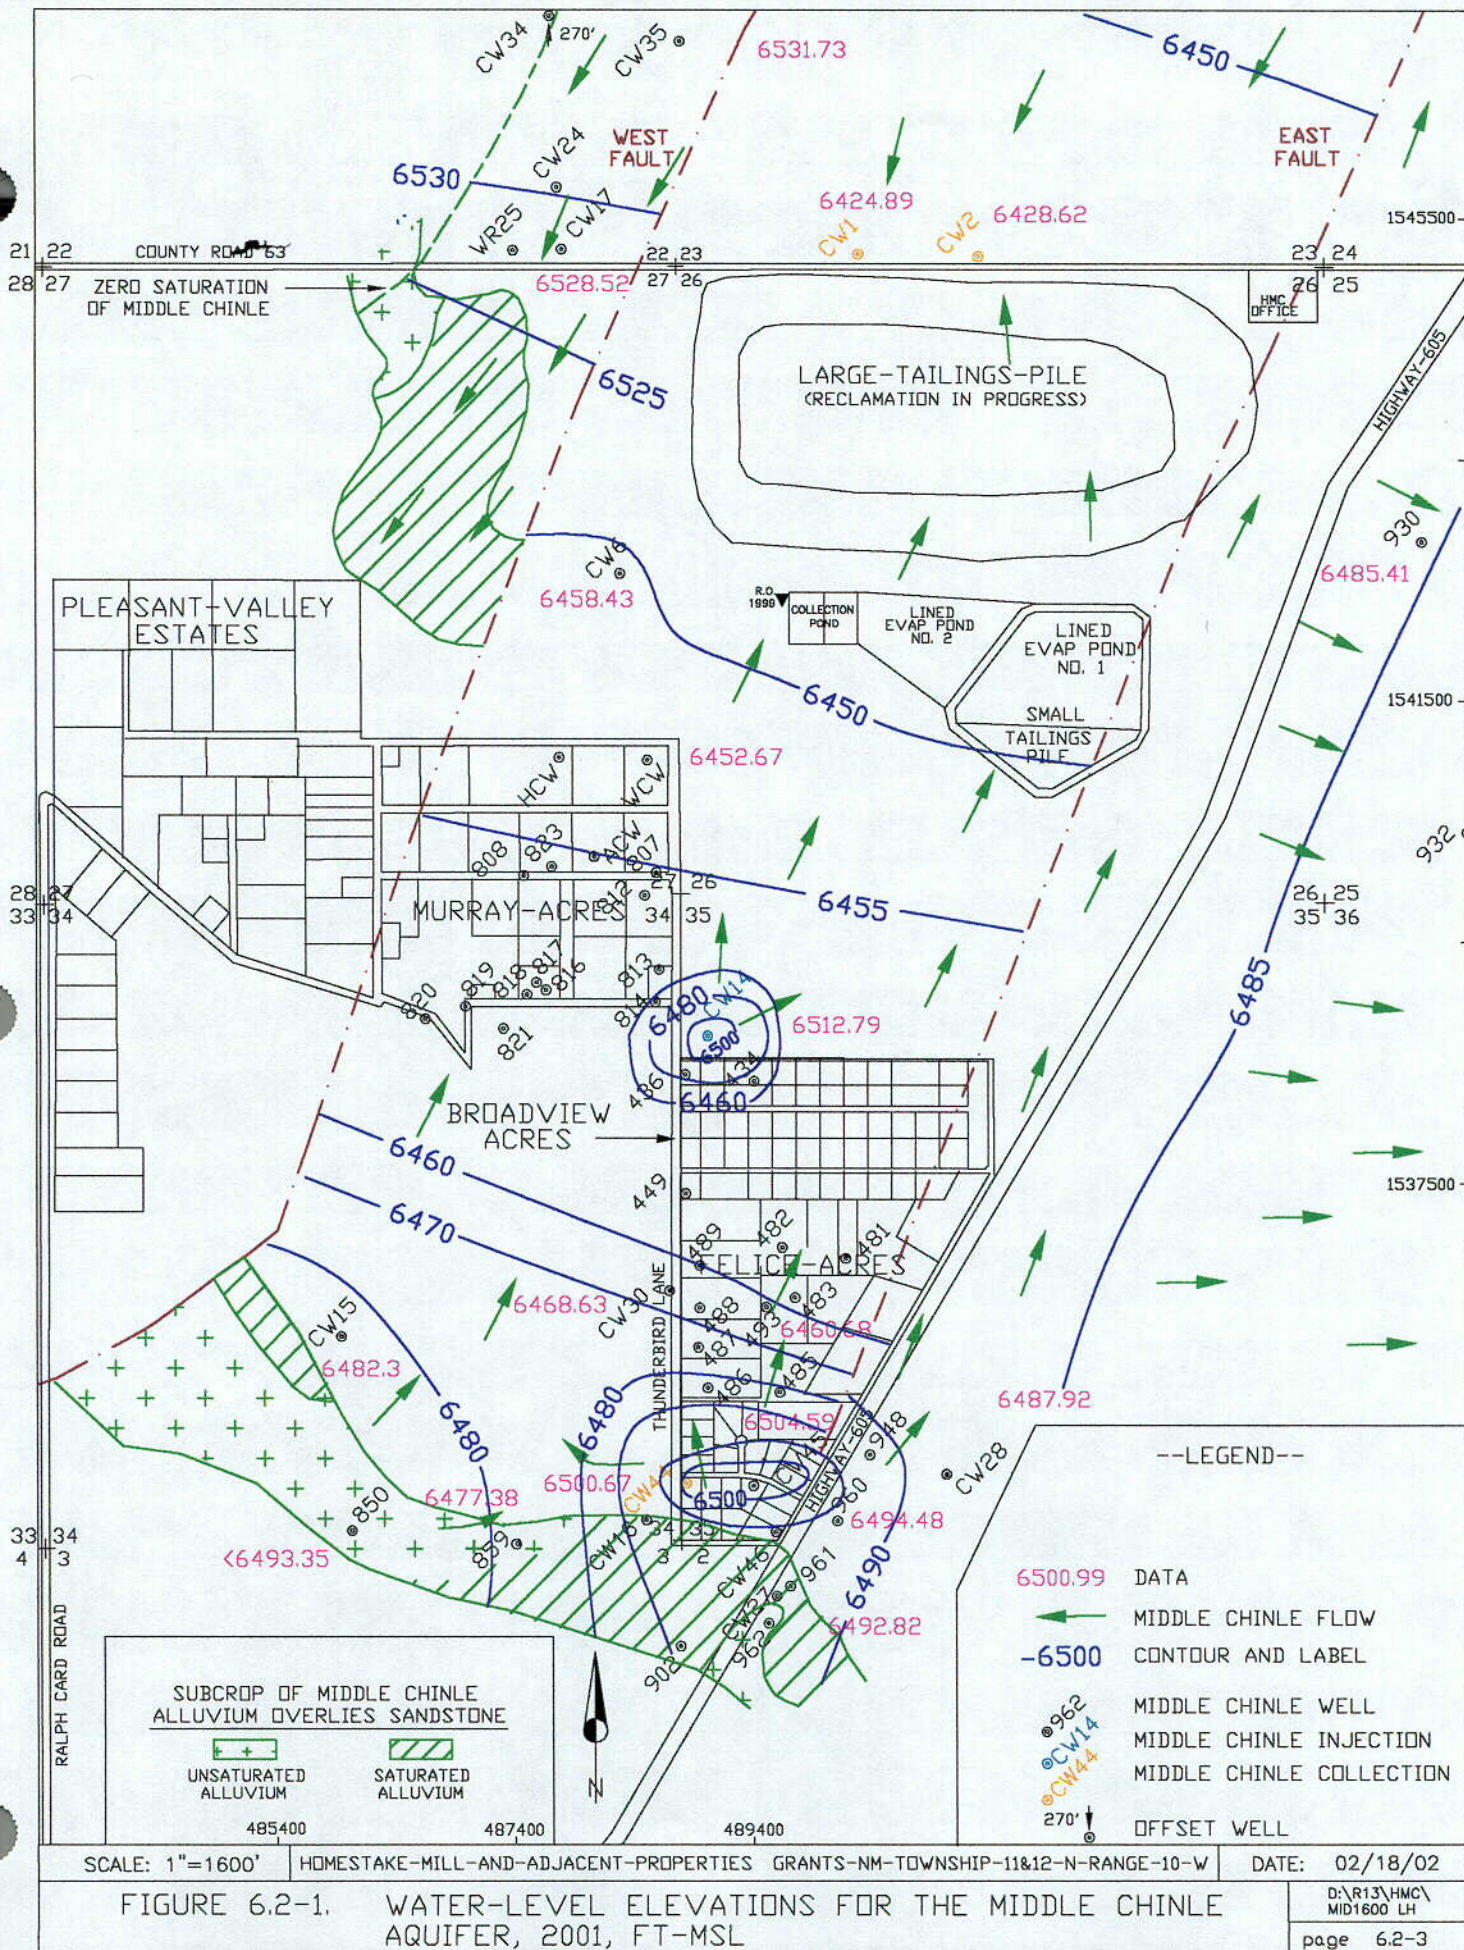 CW34
270'
CW35
6531.73
6450
WEST
FAULT
EAST
FAULT
6530
CW24
CW17
WR25
6424.89
CW1
CW2
6428.62
1545500
21 22
28 27
COUNTY ROAD 63
22 23
27 26
23 24
26 25
ZERO SATURATION
OF MIDDLE CHINLE
6528.52
HMC
OFFICE
6525
LARGE-TAILINGS-PILE
(RECLAMATION IN PROGRESS)
HIGHWAY-605
930
6485.41
CW6
6458.43
PLEASANT-VALLEY
ESTATES
R.O.
1999
COLLECTION
POND
LINED
EVAP POND
NO. 2
LINED
EVAP POND
NO. 1
SMALL
TAILINGS
PILE
6450
1541500
6452.67
HCW
WCW
808
823
ACW
807
812
932
28 27
33 34
27 26
34 35
26 25
35 36
MURRAY-ACRES
6455
820
819
818
817
816
813
814
821
6480
CW14
6500
6512.79
6485
436
434
6460
BROADVIEW
ACRES
6460
6470
449
1537500
489
482
481
FELICE-ACRES
THUNDERBIRD LANE
CW30
6468.63
488
493
483
6460.68
487
486
485
CW15
6482.3
6480
6480
6487.92
6504.59
HIGHWAY-605
948
CW45
CW28
6500.67
CW44
6500
960
6494.48
6477.38
850
859
<6493.35
CW18
33 34
4 3
34 35
3 2
CW46
961
CW27
962
902
6490
6492.82
RALPH CARD ROAD
SUBCROP OF MIDDLE CHINLE
ALLUVIUM OVERLIES SANDSTONE
UNSATURATED
ALLUVIUM
SATURATED
ALLUVIUM
N
485400
487400
489400
--LEGEND--
6500.99 DATA
MIDDLE CHINLE FLOW
-6500 CONTOUR AND LABEL
962 MIDDLE CHINLE WELL
CW14 MIDDLE CHINLE INJECTION
CW44 MIDDLE CHINLE COLLECTION
270' OFFSET WELL
SCALE: 1"=1600'
HOMESTAKE-MILL-AND-ADJACENT-PROPERTIES GRANTS-NM-TOWNSHIP-11&12-N-RANGE-10-W
DATE: 02/18/02
FIGURE 6.2-1. WATER-LEVEL ELEVATIONS FOR THE MIDDLE CHINLE
AQUIFER, 2001, FT-MSL
D:\R13\HMC\
MID1600 LH
page 6.2-3